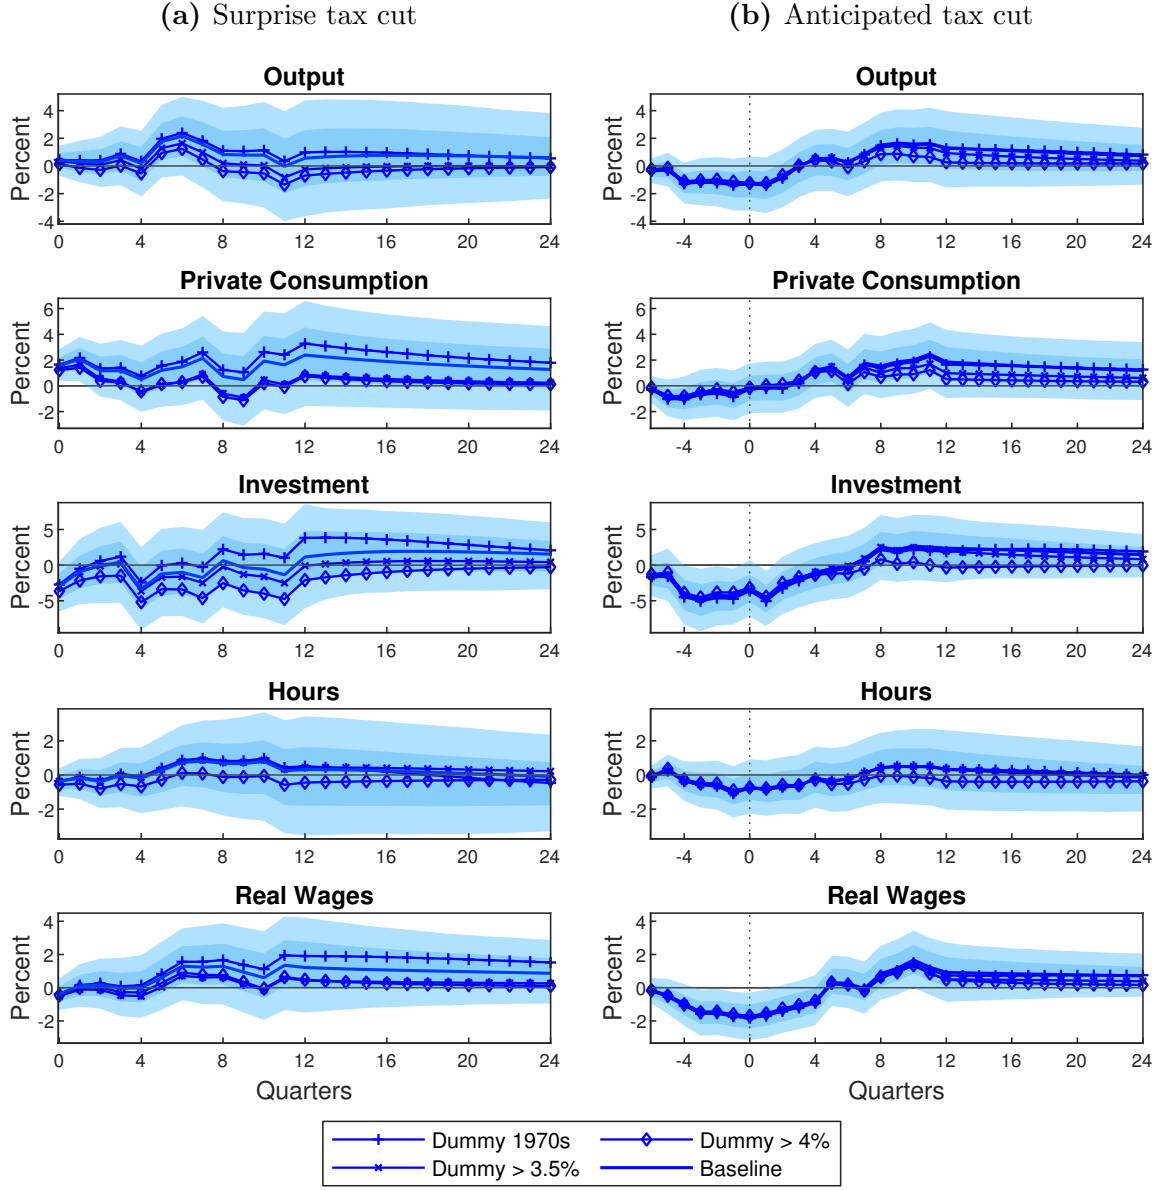 (a) Surprise tax cut
(b) Anticipated tax cut
Output
Percent
4
2
0
-2
-4
0 4 8 12 16 20 24
Output
Percent
4
2
0
-2
-4
-4 0 4 8 12 16 20 24
Private Consumption
Percent
6
4
2
0
-2
0 4 8 12 16 20 24
Private Consumption
Percent
6
4
2
0
-2
-4 0 4 8 12 16 20 24
Investment
Percent
5
0
-5
0 4 8 12 16 20 24
Investment
Percent
5
0
-5
-4 0 4 8 12 16 20 24
Hours
Percent
2
0
-2
0 4 8 12 16 20 24
Hours
Percent
2
0
-2
-4 0 4 8 12 16 20 24
Real Wages
Percent
4
2
0
-2
0 4 8 12 16 20 24
Quarters
Real Wages
Percent
4
2
0
-2
-4 0 4 8 12 16 20 24
Quarters
Dummy 1970s
Dummy > 4%
Dummy > 3.5%
Baseline